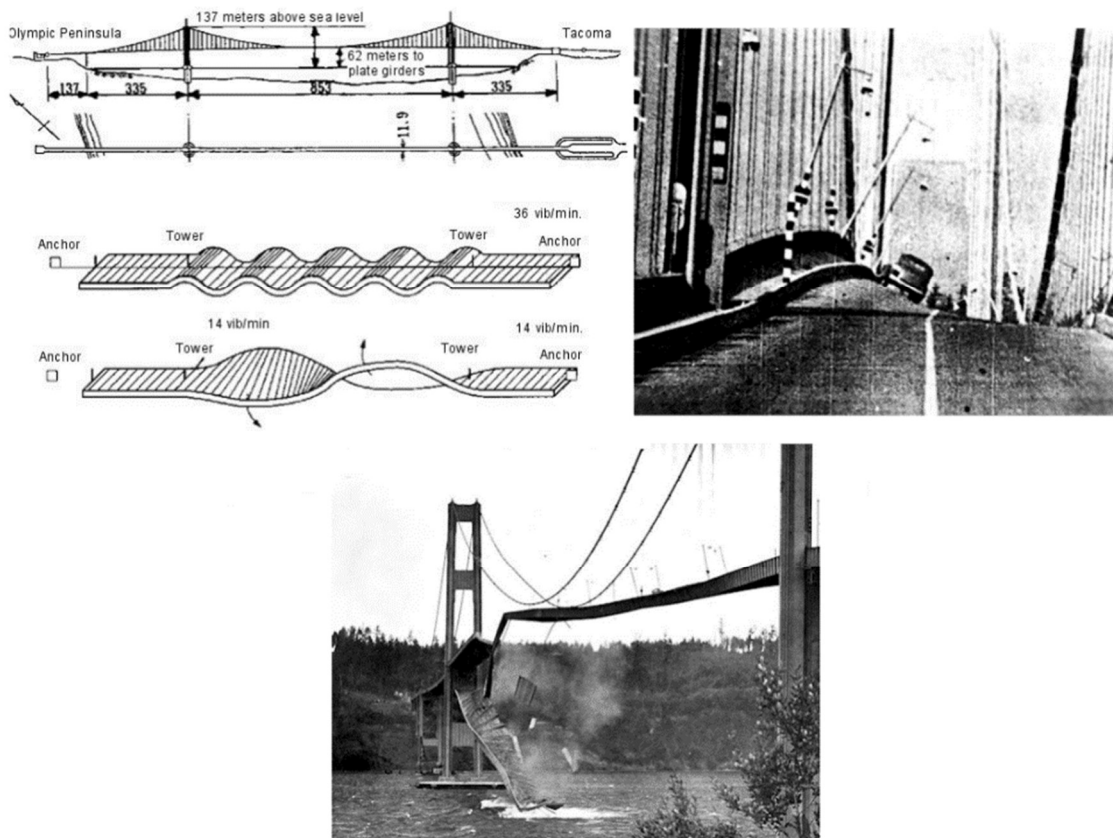 137 meters above sea level
Olympic Peninsula
Tacoma
62 meters to
plate girders
137
335
853
335
11.9
36 vib/min.
Anchor
Tower
Tower
Anchor
14 vib/min
14 vib/min.
Anchor
Tower
Tower
Anchor